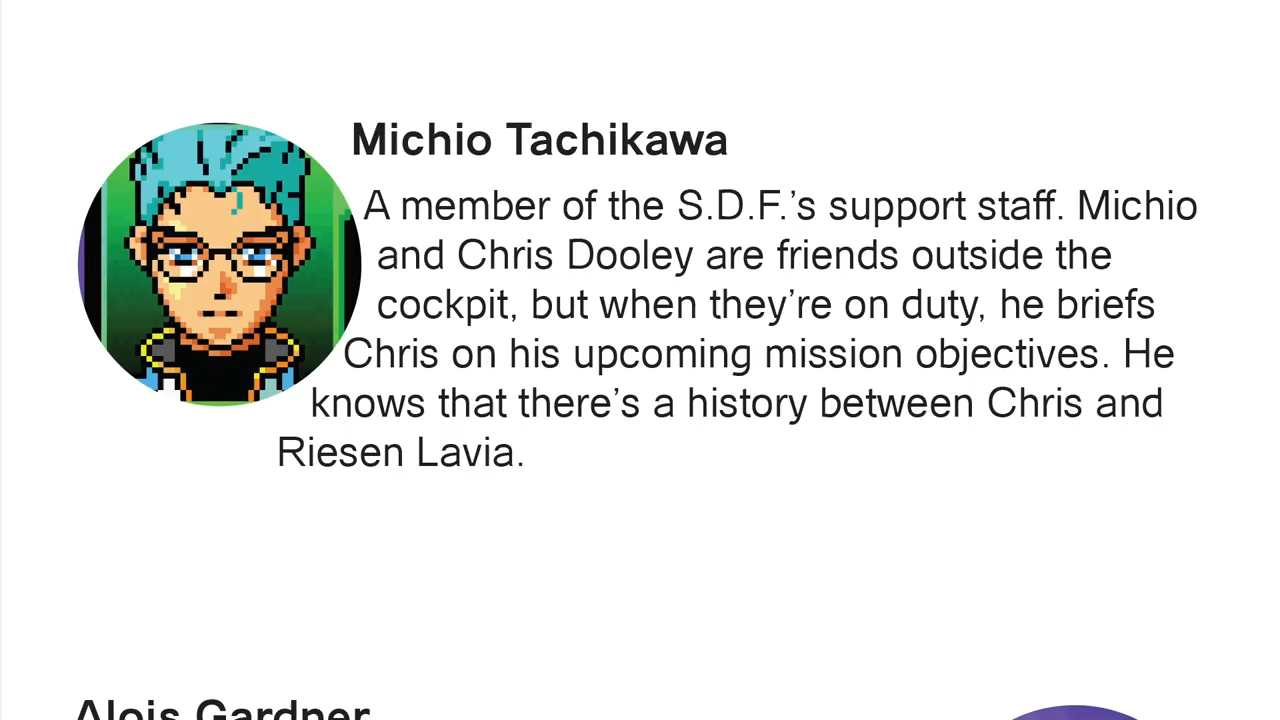 Michio Tachikawa
A member of the S.D.F.’s support staff. Michio
and Chris Dooley are friends outside the
cockpit, but when they’re on duty, he briefs
Chris on his upcoming mission objectives. He
knows that there’s a history between Chris and
Riesen Lavia.
Alois Gardner